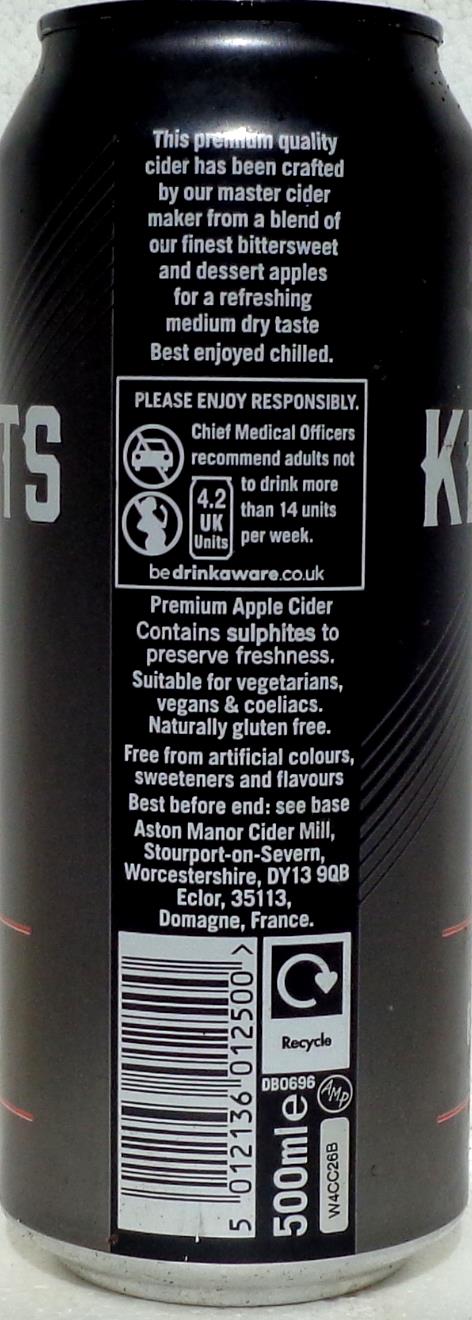 This premium quality
cider has been crafted
by our master cider
maker from a blend of
our finest bittersweet
and dessert apples
for a refreshing
medium dry taste
Best enjoyed chilled.
TS
K
PLEASE ENJOY RESPONSIBLY.
Chief Medical Officers
recommend adults not
to drink more
than 14 units
per week.
4.2
UK
Units
bedrinkaware.co.uk
Premium Apple Cider
Contains sulphites to
preserve freshness.
Suitable for vegetarians,
vegans & coeliacs.
Naturally gluten free.
Free from artificial colours,
sweeteners and flavours
Best before end: see base
Aston Manor Cider Mill,
Stourport-on-Severn,
Worcestershire, DY13 9QB
Eclor, 35113,
Domagne, France.
5 012136 012500 >
Recycle
DB0696
AMP
500ml e
W4CC26B